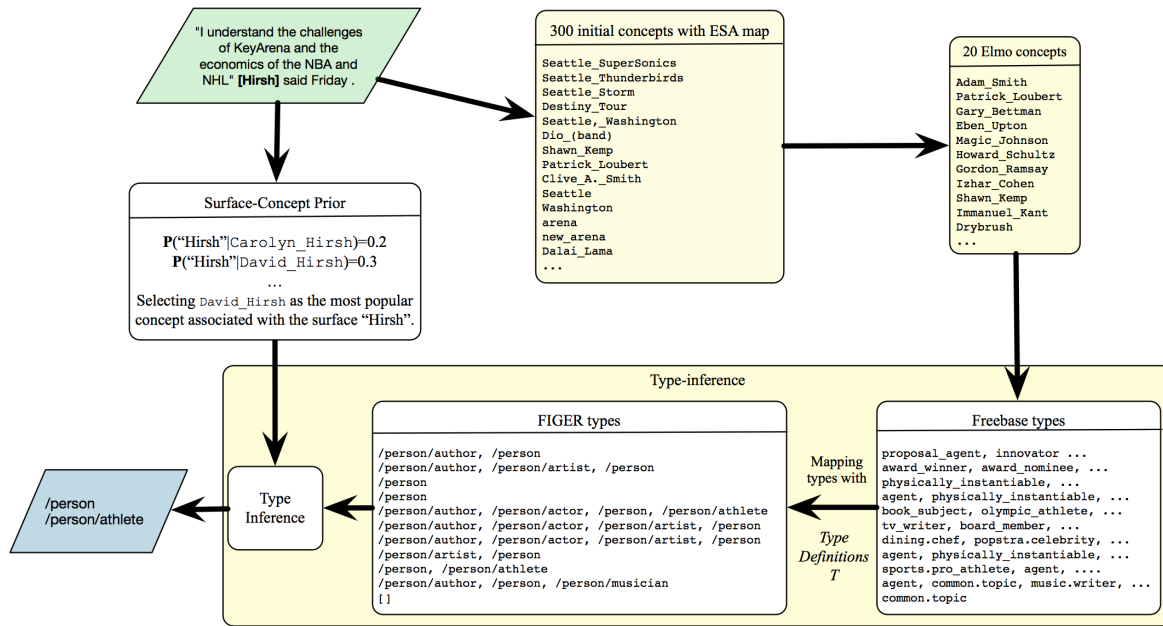 "I understand the challenges
of KeyArena and the
economics of the NBA and
NHL" [Hirsh] said Friday .
300 initial concepts with ESA map
Seattle_SuperSonics
Seattle_Thunderbirds
Seattle_Storm
Destiny_Tour
Seattle,_Washington
Dio_(band)
Shawn_Kemp
Patrick_Loubert
Clive_A._Smith
Seattle
Washington
arena
new_arena
Dalai_Lama
...
20 Elmo concepts
Adam_Smith
Patrick_Loubert
Gary_Bettman
Eben_Upton
Magic_Johnson
Howard_Schultz
Gordon_Ramsay
Izhar_Cohen
Shawn_Kemp
Immanuel_Kant
Drybrush
...
Surface-Concept Prior
P(“Hirsh”|Carolyn_Hirsh)=0.2
P(“Hirsh”|David_Hirsh)=0.3
...
Selecting David_Hirsh as the most popular
concept associated with the surface “Hirsh”.
Type-inference
FIGER types
/person/author, /person
/person/author, /person/artist, /person
/person
/person
/person/author, /person/actor, /person, /person/athlete
/person/author, /person/actor, /person/artist, /person
/person/author, /person/actor, /person/artist, /person
/person/artist, /person
/person, /person/athlete
/person/author, /person, /person/musician
[]
Mapping
types with
Type
Definitions
T
Freebase types
proposal_agent, innovator ...
award_winner, award_nominee, ...
physically_instantiable, ...
agent, physically_instantiable, ...
book_subject, olympic_athlete, ...
tv_writer, board_member, ...
dining.chef, popstra.celebrity, ...
agent, physically_instantiable, ...
sports.pro_athlete, agent, ....
agent, common.topic, music.writer, ...
common.topic
Type
Inference
/person
/person/athlete